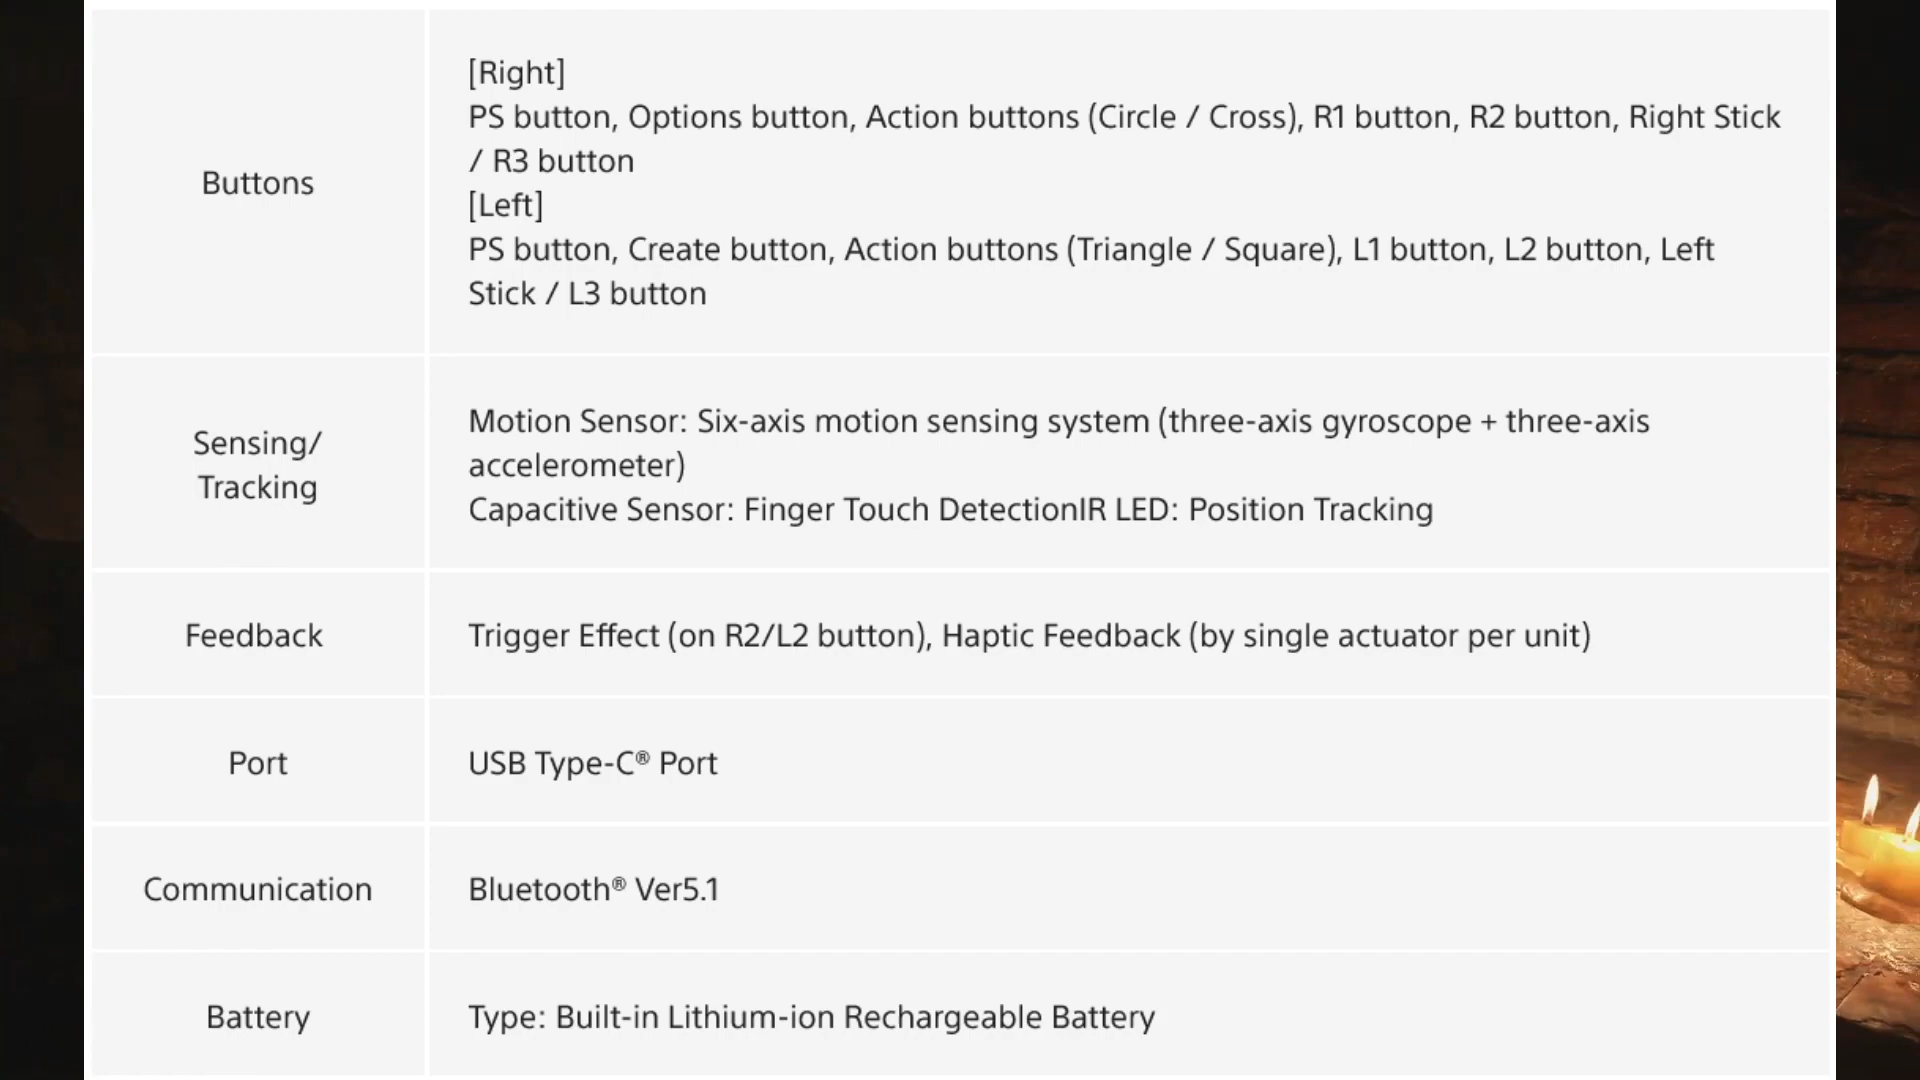 Buttons
[Right]
PS button, Options button, Action buttons (Circle / Cross), R1 button, R2 button, Right Stick
/ R3 button
[Left]
PS button, Create button, Action buttons (Triangle / Square), L1 button, L2 button, Left
Stick / L3 button
Sensing/
Tracking
Motion Sensor: Six-axis motion sensing system (three-axis gyroscope + three-axis
accelerometer)
Capacitive Sensor: Finger Touch DetectionIR LED: Position Tracking
Feedback
Trigger Effect (on R2/L2 button), Haptic Feedback (by single actuator per unit)
Port
USB Type-C® Port
Communication
Bluetooth® Ver5.1
Battery
Type: Built-in Lithium-ion Rechargeable Battery